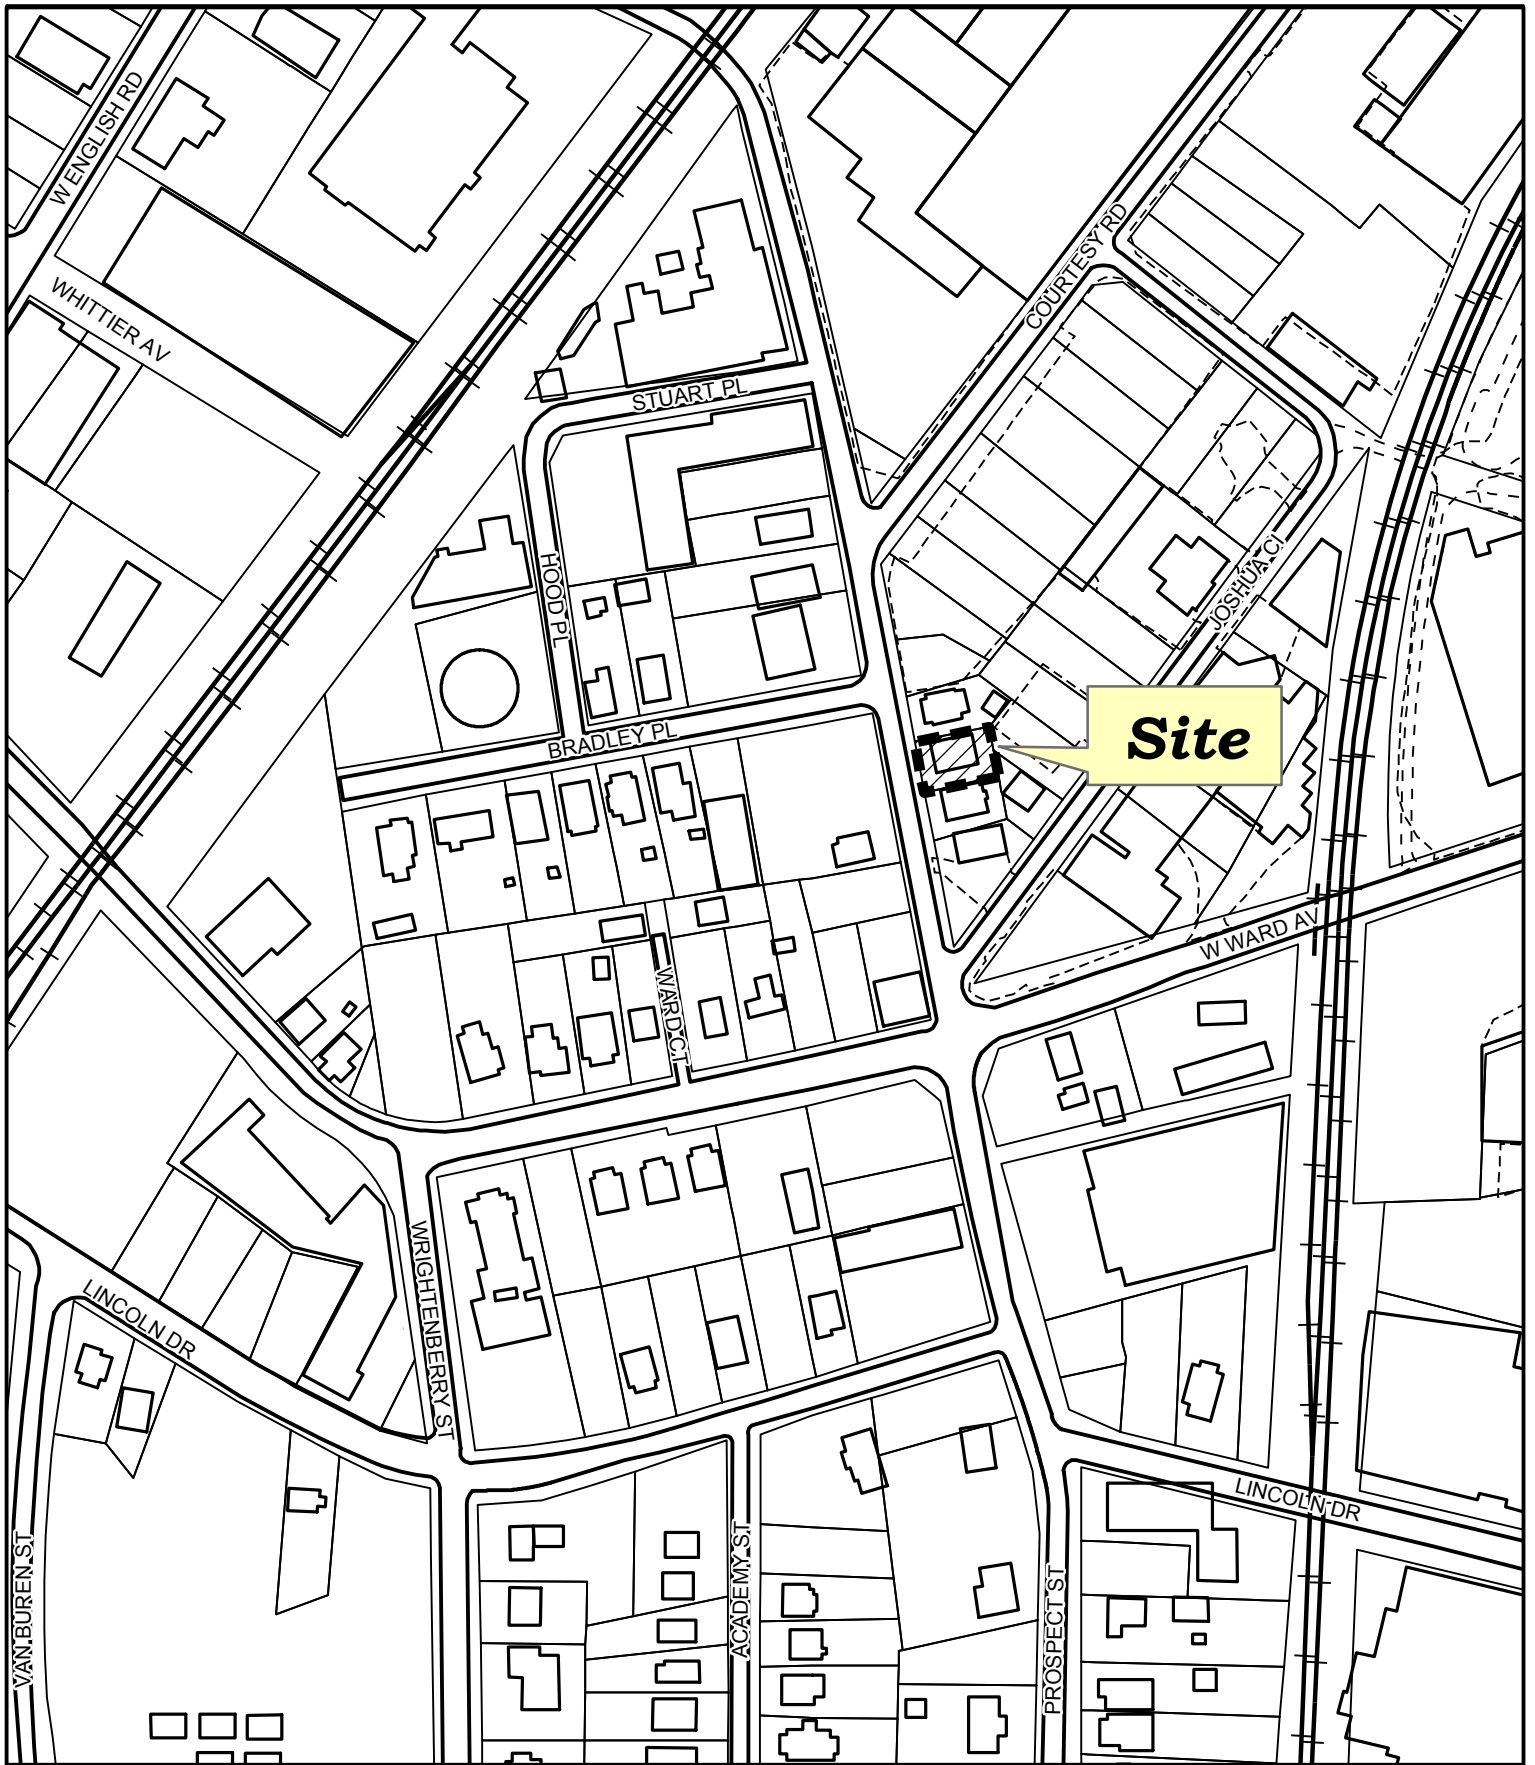 W ENGLISH RD
WHITTIER AV
COURTESY RD
STUART PL
HOOD PL
JOSHUA CI
BRADLEY PL
Site
W WARD AV
WARD CT
WRIGHTENBERRY ST
LINCOLN DR
LINCOLN DR
VAN BUREN ST
ACADEMY ST
PROSPECT ST